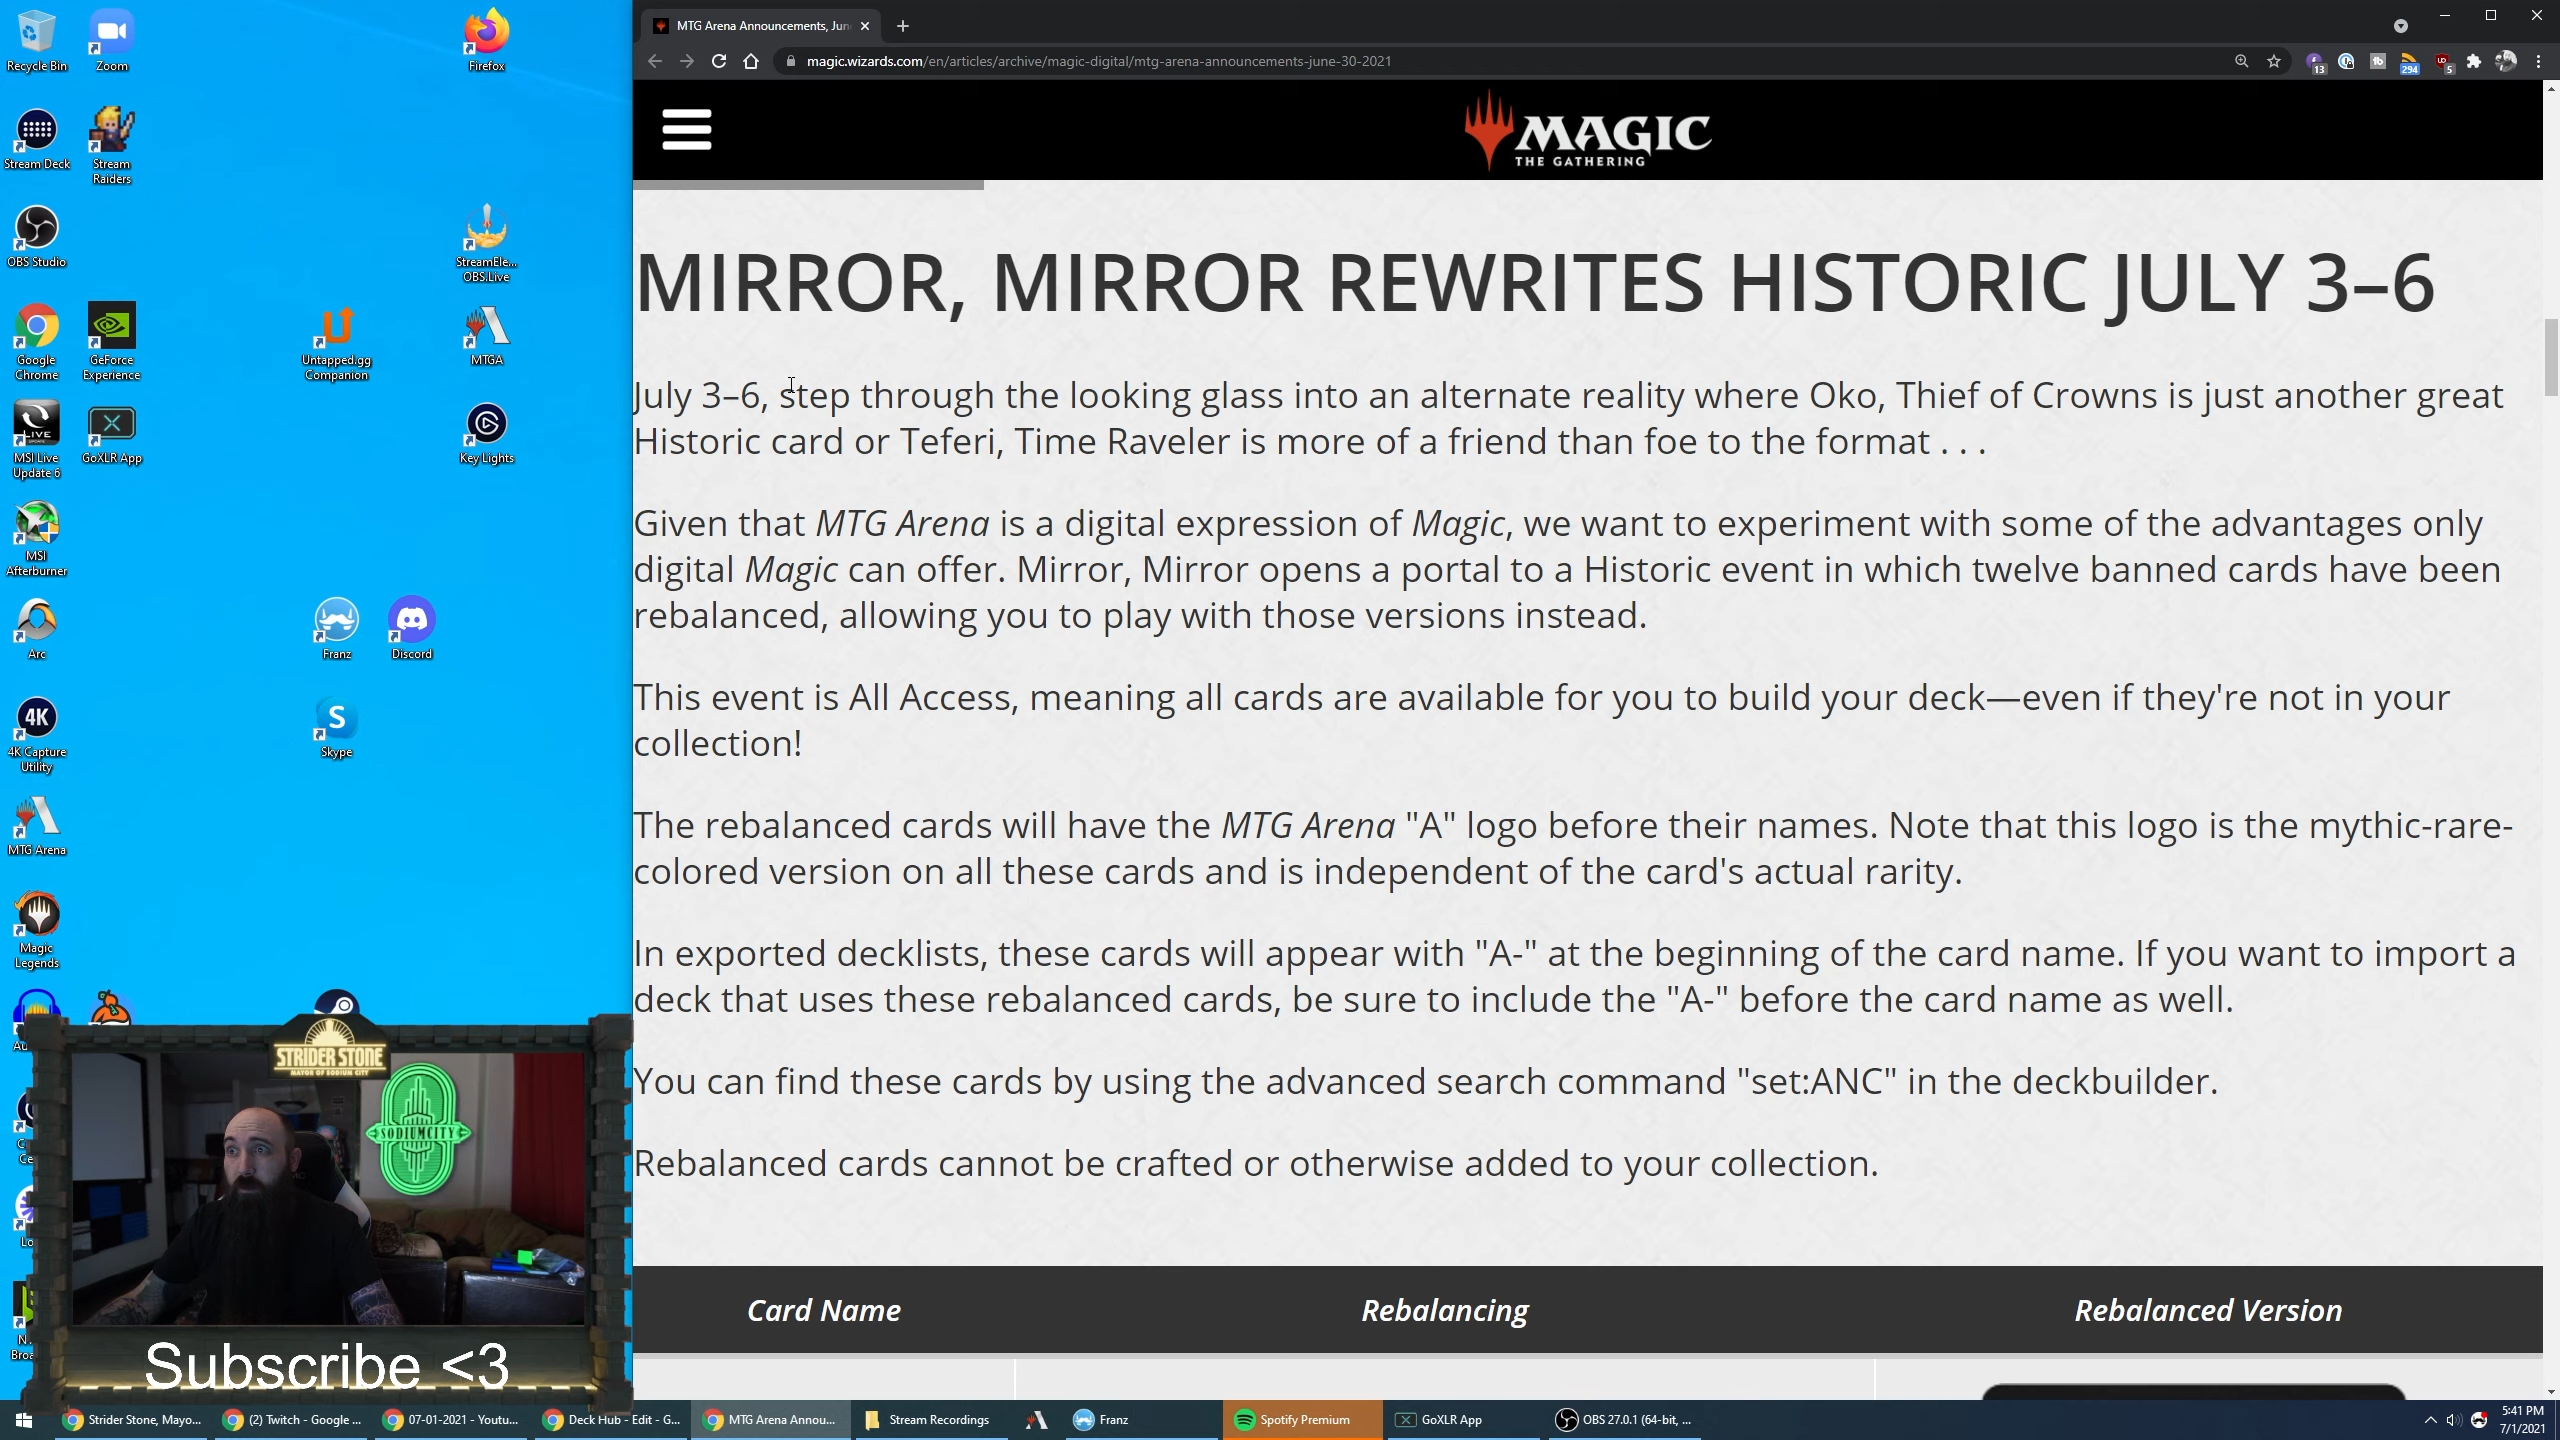 Recycle Bin
Zoom
Firefox
Stream Deck
Stream
Raiders
OBS Studio
StreamEle...
OBS.Live
Google
Chrome
GeForce
Experience
Untapped.gg
Companion
MTGA
MSI Live
Update 6
GoXLR App
Key Lights
MSI
Afterburner
Arc
Franz
Discord
4K Capture
Utility
Skype
MTG Arena
Magic
Legends
STRIDER STONE
MAYOR OF SODIUM CITY
SODIUMCITY
Subscribe <3
MTG Arena Announcements, Jun
magic.wizards.com/en/articles/archive/magic-digital/mtg-arena-announcements-june-30-2021
13
294
5
MAGIC
THE GATHERING
MIRROR, MIRROR REWRITES HISTORIC JULY 3–6
July 3–6, step through the looking glass into an alternate reality where Oko, Thief of Crowns is just another great
Historic card or Teferi, Time Raveler is more of a friend than foe to the format . . .
Given that MTG Arena is a digital expression of Magic, we want to experiment with some of the advantages only
digital Magic can offer. Mirror, Mirror opens a portal to a Historic event in which twelve banned cards have been
rebalanced, allowing you to play with those versions instead.
This event is All Access, meaning all cards are available for you to build your deck—even if they're not in your
collection!
The rebalanced cards will have the MTG Arena "A" logo before their names. Note that this logo is the mythic-rare-
colored version on all these cards and is independent of the card's actual rarity.
In exported decklists, these cards will appear with "A-" at the beginning of the card name. If you want to import a
deck that uses these rebalanced cards, be sure to include the "A-" before the card name as well.
You can find these cards by using the advanced search command "set:ANC" in the deckbuilder.
Rebalanced cards cannot be crafted or otherwise added to your collection.
Card Name Rebalancing Rebalanced Version
Strider Stone, Mayo... (2) Twitch - Google ... 07-01-2021 - Youtu... Deck Hub - Edit - G... MTG Arena Annou... Stream Recordings Franz Spotify Premium GoXLR App OBS 27.0.1 (64-bit, ...
5:41 PM
7/1/2021